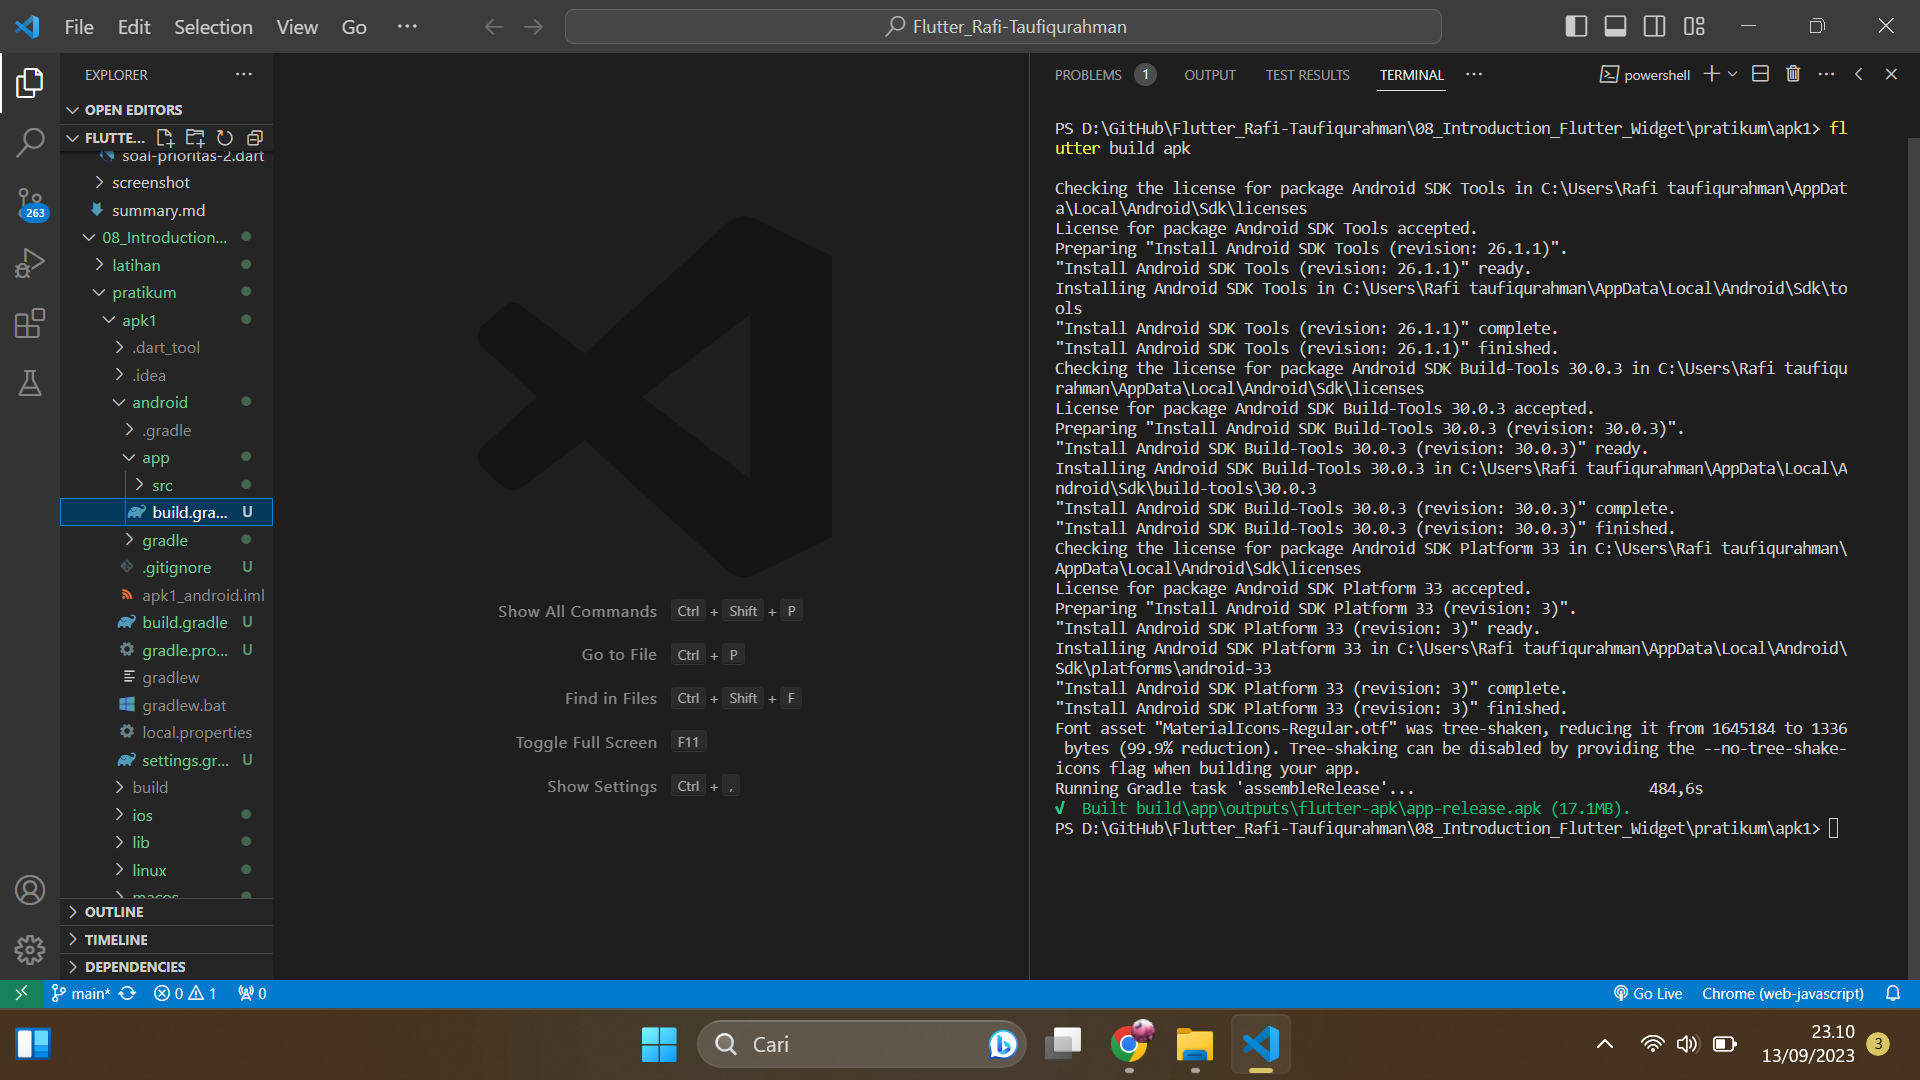 File Edit Selection View Go ···
Flutter_Rafi-Taufiqurahman
EXPLORER
OPEN EDITORS
FLUTTE...
soal-prioritas-2.dart
screenshot
summary.md
08_Introduction...
latihan
pratikum
apk1
.dart_tool
.idea
android
.gradle
app
src
build.gra... U
gradle
.gitignore U
apk1_android.iml
build.gradle U
gradle.pro... U
gradlew
gradlew.bat
local.properties
settings.gr... U
build
ios
lib
linux
macos
OUTLINE
TIMELINE
DEPENDENCIES
263
Show All Commands Ctrl + Shift + P
Go to File Ctrl + P
Find in Files Ctrl + Shift + F
Toggle Full Screen F11
Show Settings Ctrl + ,
PROBLEMS 1 OUTPUT TEST RESULTS TERMINAL ··· powershell
PS D:\GitHub\Flutter_Rafi-Taufiqurahman\08_Introduction_Flutter_Widget\pratikum\apk1> fl
utter build apk
Checking the license for package Android SDK Tools in C:\Users\Rafi taufiqurahman\AppDat
a\Local\Android\Sdk\licenses
License for package Android SDK Tools accepted.
Preparing "Install Android SDK Tools (revision: 26.1.1)".
"Install Android SDK Tools (revision: 26.1.1)" ready.
Installing Android SDK Tools in C:\Users\Rafi taufiqurahman\AppData\Local\Android\Sdk\to
ols
"Install Android SDK Tools (revision: 26.1.1)" complete.
"Install Android SDK Tools (revision: 26.1.1)" finished.
Checking the license for package Android SDK Build-Tools 30.0.3 in C:\Users\Rafi taufiqu
rahman\AppData\Local\Android\Sdk\licenses
License for package Android SDK Build-Tools 30.0.3 accepted.
Preparing "Install Android SDK Build-Tools 30.0.3 (revision: 30.0.3)".
"Install Android SDK Build-Tools 30.0.3 (revision: 30.0.3)" ready.
Installing Android SDK Build-Tools 30.0.3 in C:\Users\Rafi taufiqurahman\AppData\Local\A
ndroid\Sdk\build-tools\30.0.3
"Install Android SDK Build-Tools 30.0.3 (revision: 30.0.3)" complete.
"Install Android SDK Build-Tools 30.0.3 (revision: 30.0.3)" finished.
Checking the license for package Android SDK Platform 33 in C:\Users\Rafi taufiqurahman\
AppData\Local\Android\Sdk\licenses
License for package Android SDK Platform 33 accepted.
Preparing "Install Android SDK Platform 33 (revision: 3)".
"Install Android SDK Platform 33 (revision: 3)" ready.
Installing Android SDK Platform 33 in C:\Users\Rafi taufiqurahman\AppData\Local\Android\
Sdk\platforms\android-33
"Install Android SDK Platform 33 (revision: 3)" complete.
"Install Android SDK Platform 33 (revision: 3)" finished.
Font asset "MaterialIcons-Regular.otf" was tree-shaken, reducing it from 1645184 to 1336
bytes (99.9% reduction). Tree-shaking can be disabled by providing the --no-tree-shake-
icons flag when building your app.
Running Gradle task 'assembleRelease'... 484,6s
√ Built build\app\outputs\flutter-apk\app-release.apk (17.1MB).
PS D:\GitHub\Flutter_Rafi-Taufiqurahman\08_Introduction_Flutter_Widget\pratikum\apk1>
main* 0 1 0 Go Live Chrome (web-javascript)
Cari
23.10
13/09/2023 3